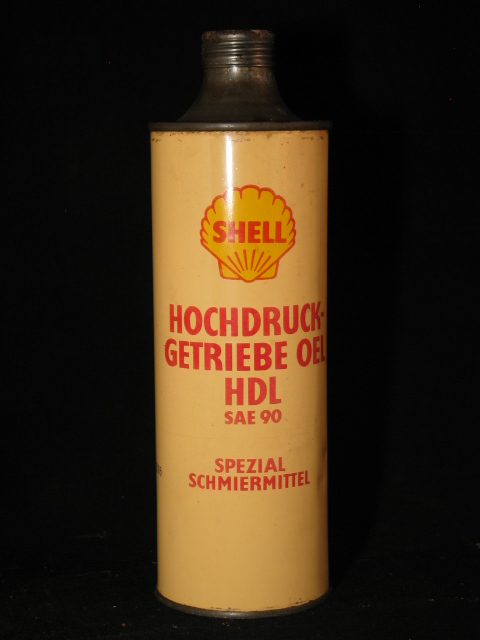 SHELL
HOCHDRUCK-
GETRIEBE OEL
HDL
SAE 90
SPEZIAL
SCHMIERMITTEL